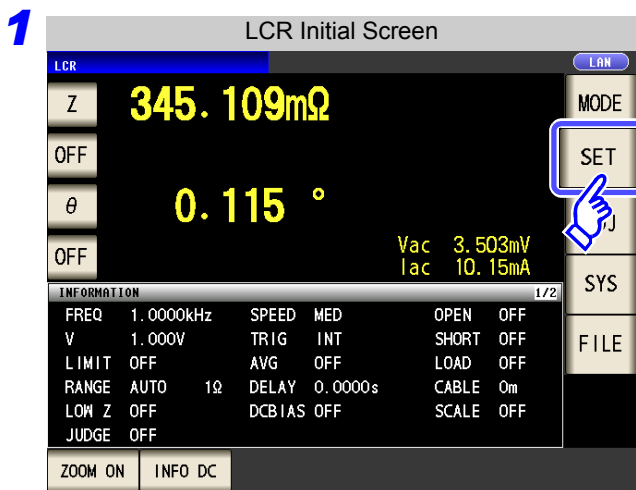 1
LCR Initial Screen
LCR
LAN
Z 345.109mΩ
MODE
OFF
SET
θ 0.115 °
OFF
Vac 3.503mV
Iac 10.15mA
SYS
INFORMATION 1/2
FREQ 1.0000kHz SPEED MED OPEN OFF
V 1.000V TRIG INT SHORT OFF
FILE
LIMIT OFF AVG OFF LOAD OFF
RANGE AUTO 1Ω DELAY 0.0000s CABLE 0m
LOW Z OFF DCBIAS OFF SCALE OFF
JUDGE OFF
ZOOM ON INFO DC